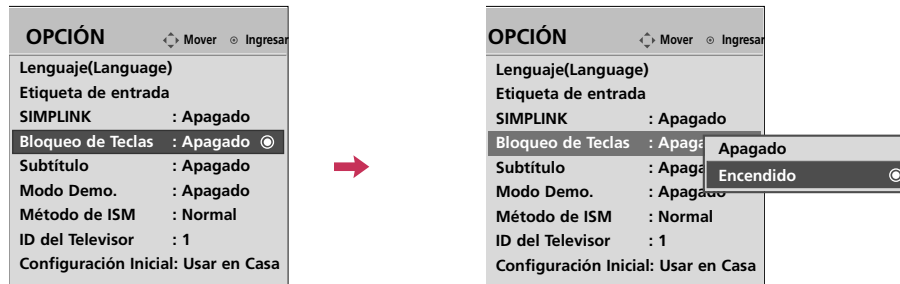 OPCIÓN Mover Ingresar
Lenguaje(Language)
Etiqueta de entrada
SIMPLINK : Apagado
Bloqueo de Teclas : Apagado
Subtítulo : Apagado
Modo Demo. : Apagado
Método de ISM : Normal
ID del Televisor : 1
Configuración Inicial: Usar en Casa
OPCIÓN Mover Ingresar
Lenguaje(Language)
Etiqueta de entrada
SIMPLINK : Apagado
Bloqueo de Teclas : Apaga
Subtítulo : Apaga
Modo Demo. : Apagado
Método de ISM : Normal
ID del Televisor : 1
Configuración Inicial: Usar en Casa
Apagado
Encendido